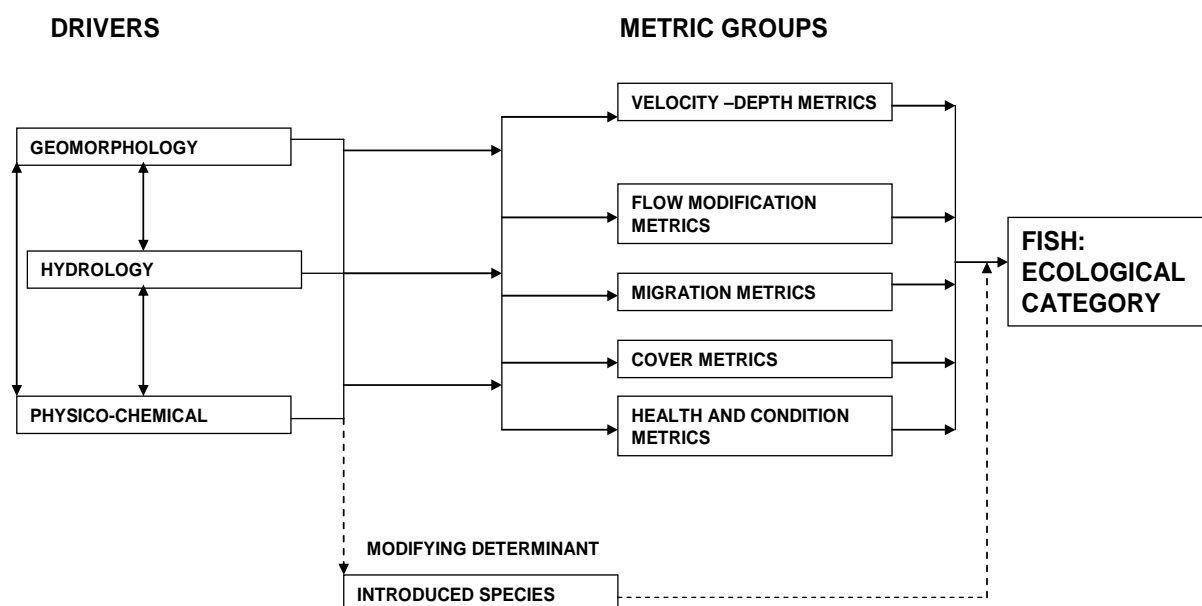 DRIVERS
METRIC GROUPS
VELOCITY –DEPTH METRICS
GEOMORPHOLOGY
FLOW MODIFICATION
METRICS
FISH:
ECOLOGICAL
CATEGORY
HYDROLOGY
MIGRATION METRICS
COVER METRICS
PHYSICO-CHEMICAL
HEALTH AND CONDITION
METRICS
MODIFYING DETERMINANT
INTRODUCED SPECIES